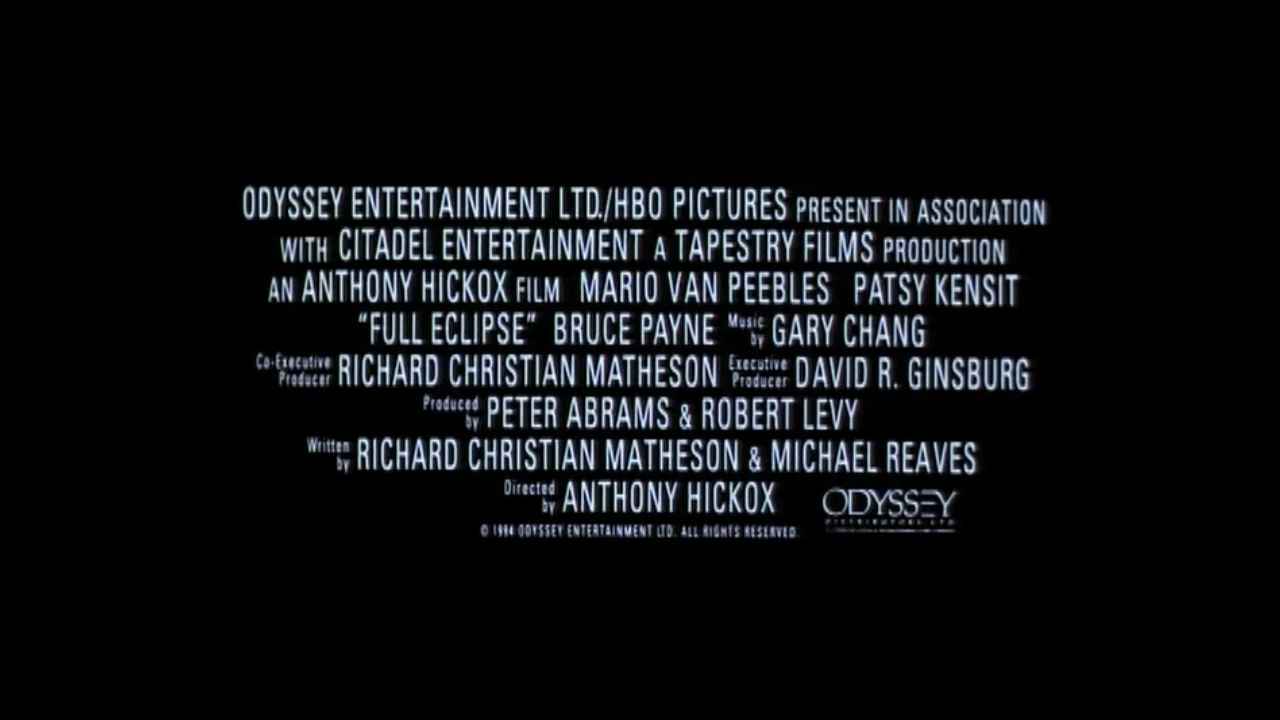 ODYSSEY ENTERTAINMENT LTD./HBO PICTURES PRESENT IN ASSOCIATION
WITH CITADEL ENTERTAINMENT A TAPESTRY FILMS PRODUCTION
AN ANTHONY HICKOX FILM MARIO VAN PEEBLES PATSY KENSIT
"FULL ECLIPSE" BRUCE PAYNE Music by GARY CHANG
Co-Executive Producer RICHARD CHRISTIAN MATHESON Executive Producer DAVID R. GINSBURG
Produced by PETER ABRAMS & ROBERT LEVY
Written by RICHARD CHRISTIAN MATHESON & MICHAEL REAVES
Directed by ANTHONY HICKOX
ODYSSEY
DISTRIBUTORS LTD
© 1994 ODYSSEY ENTERTAINMENT LTD. ALL RIGHTS RESERVED.